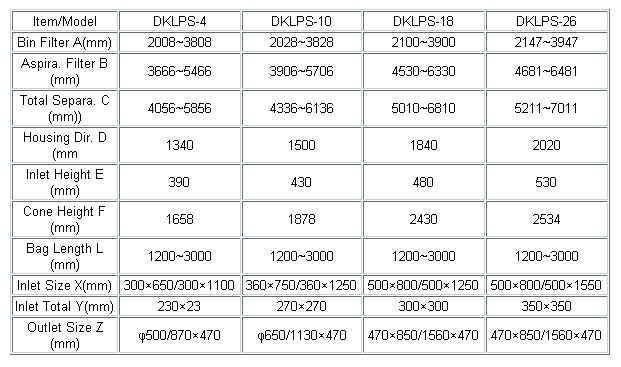 Item/Model DKLPS-4 DKLPS-10 DKLPS-18 DKLPS-26
Bin Filter A(mm) 2008~3808 2028~3828 2100~3900 2147~3947
Aspira. Filter B
(mm) 3666~5466 3906~5706 4530~6330 4681~6481
Total Separa. C
(mm)) 4056~5856 4336~6136 5010~6810 5211~7011
Housing Dir. D
(mm 1340 1500 1840 2020
Inlet Height E
(mm) 390 430 480 530
Cone Height F
(mm) 1658 1878 2430 2534
Bag Length L
(mm) 1200~3000 1200~3000 1200~3000 1200~3000
Inlet Size X(mm) 300×650/300×1100 360×750/360×1250 500×800/500×1250 500×800/500×1550
Inlet Total Y(mm) 230×23 270×270 300×300 350×350
Outlet Size Z
(mm) φ500/870×470 φ650/1130×470 470×850/1560×470 470×850/1560×470